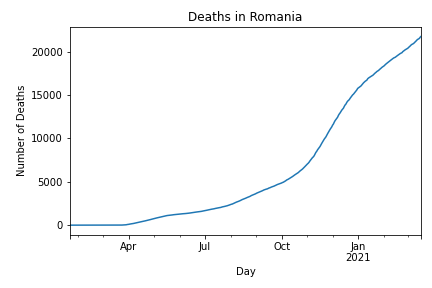 Deaths in Romania
Number of Deaths
20000
15000
10000
5000
0
Apr
Jul
Oct
Jan
2021
Day